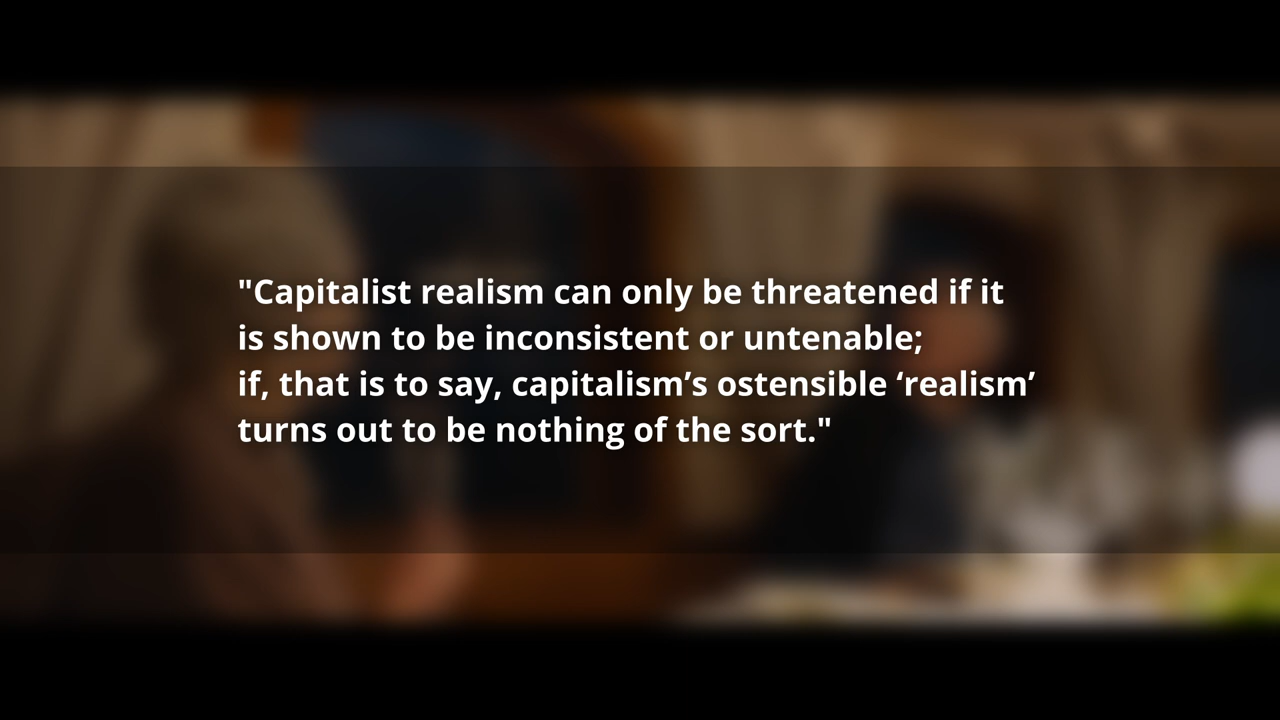 "Capitalist realism can only be threatened if it
is shown to be inconsistent or untenable;
if, that is to say, capitalism’s ostensible ‘realism’
turns out to be nothing of the sort."